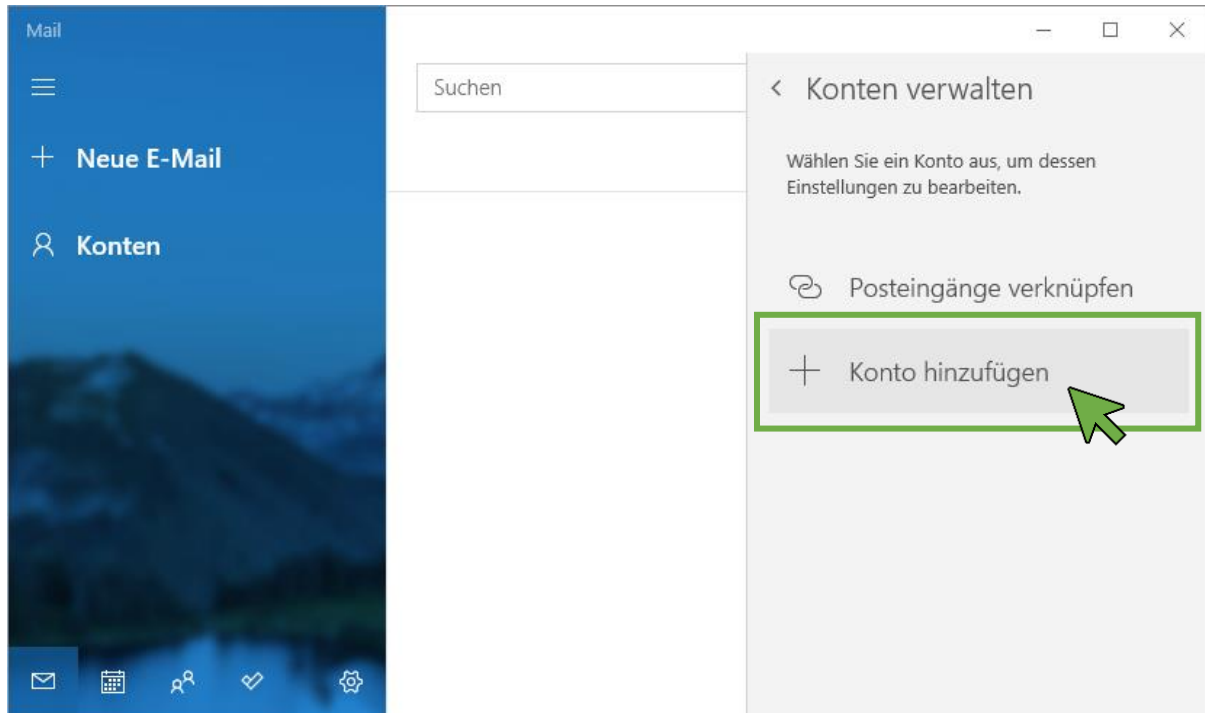 Mail
Neue E-Mail
Konten
Suchen
Konten verwalten
Wählen Sie ein Konto aus, um dessen
Einstellungen zu bearbeiten.
Posteingänge verknüpfen
Konto hinzufügen